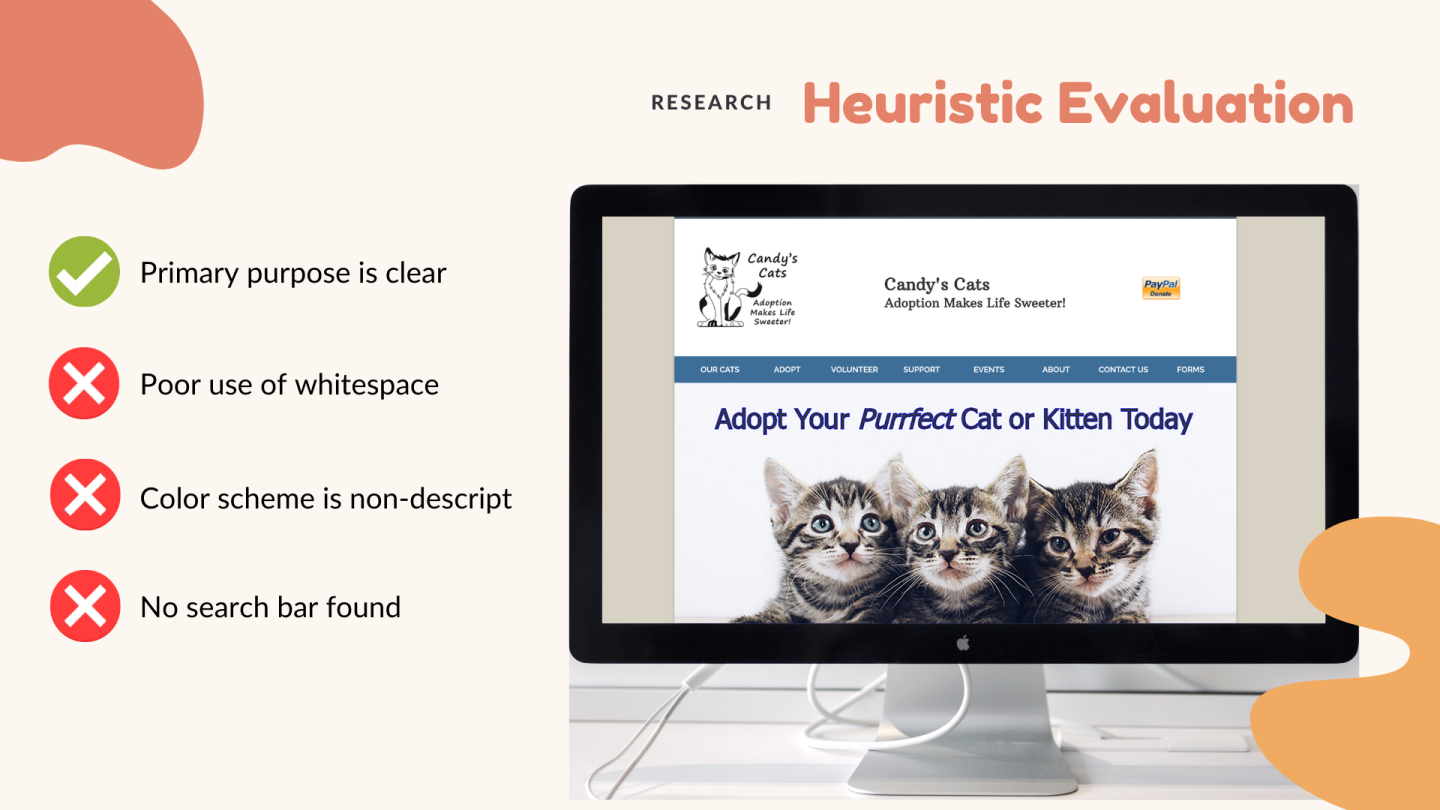 RESEARCH Heuristic Evaluation
Primary purpose is clear
Poor use of whitespace
Color scheme is non-descript
No search bar found
Candy's
Cats
Adoption
Makes Life
Sweeter!
Candy's Cats
Adoption Makes Life Sweeter!
PayPal
Donate
OUR CATS ADOPT VOLUNTEER SUPPORT EVENTS ABOUT CONTACT US FORMS
Adopt Your Purrfect Cat or Kitten Today